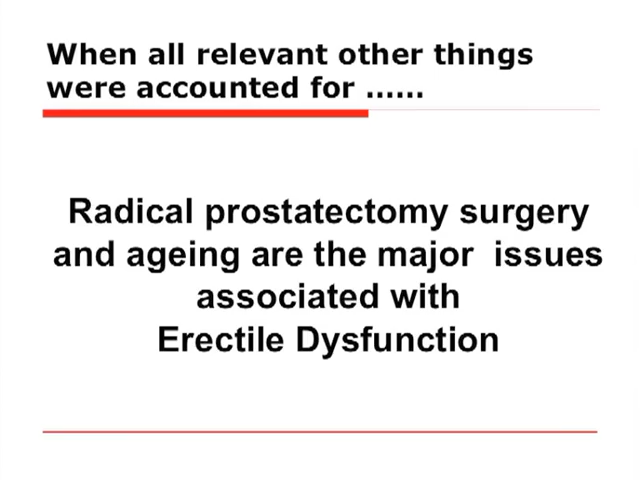 When all relevant other things
were accounted for ......
Radical prostatectomy surgery
and ageing are the major issues
associated with
Erectile Dysfunction